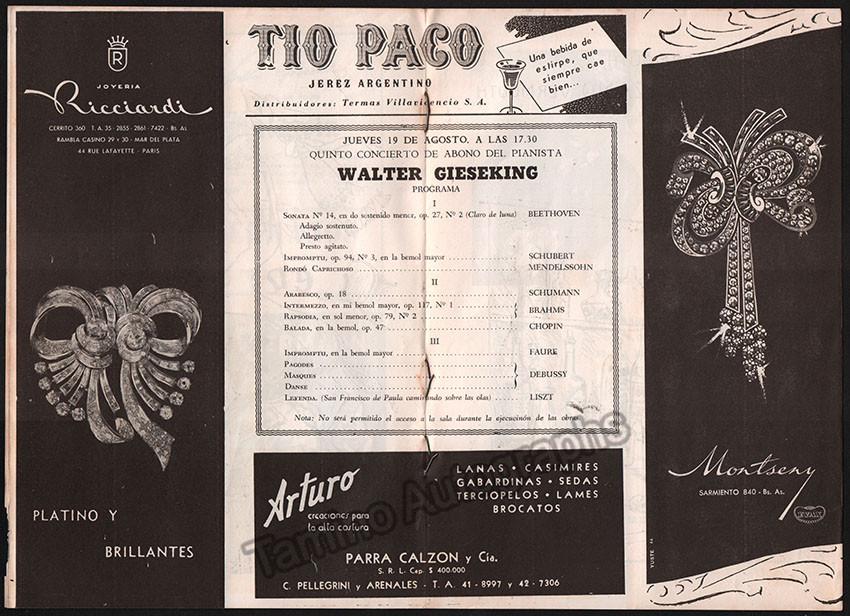 R
JOYERIA
Ricciardi
CERRITO 360 T. A. 35 - 2855 - 2861 - 7422 - Bs. As.
RAMBLA CASINO 29 y 30 - MAR DEL PLATA
44 RUE LAFAYETTE - PARIS
PLATINO Y
BRILLANTES
TIO PACO
JEREZ ARGENTINO
Distribuidores: Termas Villavicencio S. A.
Una bebida de
estirpe, que
siempre cae
bien...
JUEVES 19 DE AGOSTO, A LAS 17.30
QUINTO CONCIERTO DE ABONO DEL PIANISTA
WALTER GIESEKING
PROGRAMA
I
SONATA Nº 14, en do sostenido menor, op. 27, Nº 2 (Claro de luna) BEETHOVEN
Adagio sostenuto.
Allegretto.
Presto agitato.
IMPROMPTU, op. 94, Nº 3, en la bemol mayor SCHUBERT
RONDÓ CAPRICHOSO MENDELSSOHN
II
ARABESCO, op. 18 SCHUMANN
INTERMEZZO, en mi bemol mayor, op. 117, Nº 1
RAPSODIA, en sol menor, op. 79, Nº 2 BRAHMS
BALADA, en la bemol, op. 47 CHOPIN
III
IMPROMPTU, en la bemol mayor FAURE
PAGODES
MASQUES DEBUSSY
DANSE
LEYENDA. (San Francisco de Paula caminando sobre las olas) LISZT
Nota: No será permitido el acceso a la sala durante la ejecucinón de las obras.
Arturo
creaciones para
la alta costura
LANAS • CASIMIRES
GABARDINAS • SEDAS
TERCIOPELOS • LAMES
BROCATOS
PARRA CALZON y Cia.
S. R. L. Cap. $ 400.000
C. PELLEGRINI y ARENALES - T. A. 41 - 8997 y 42 - 7306
Tamino Autographs
Montseny
SARMIENTO 840 - Bs. As.